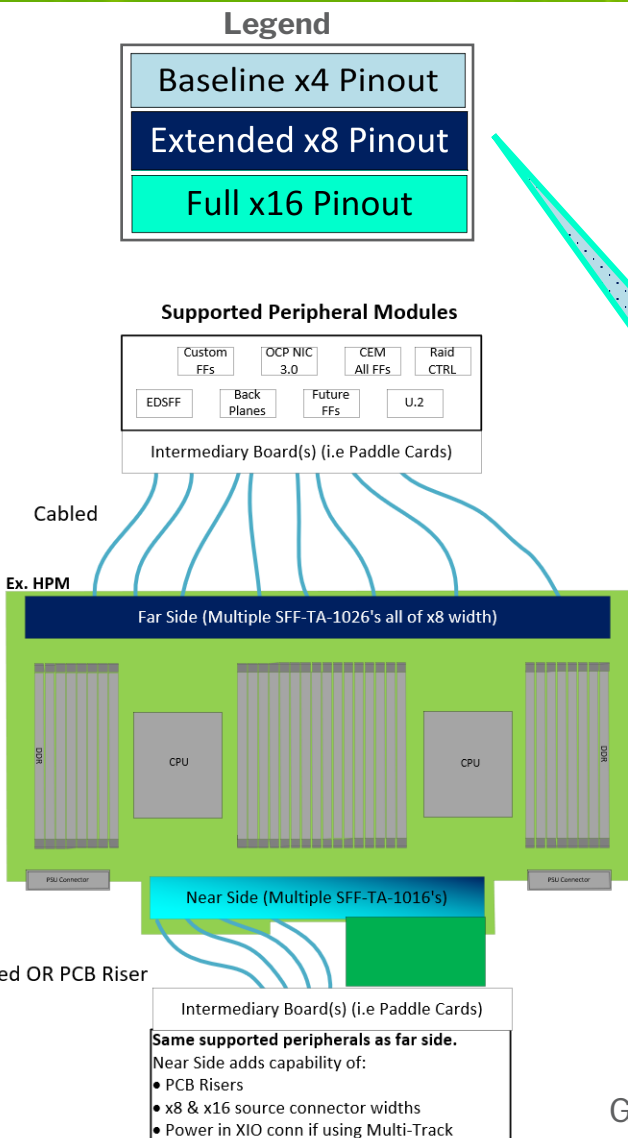 Legend
Baseline x4 Pinout
Extended x8 Pinout
Full x16 Pinout
Supported Peripheral Modules
Custom
FFs
OCP NIC
3.0
CEM
All FFs
Raid
CTRL
EDSFF
Back
Planes
Future
FFs
U.2
Intermediary Board(s) (i.e Paddle Cards)
Cabled
Ex. HPM
Far Side (Multiple SFF-TA-1026's all of x8 width)
DDR
CPU
CPU
DDR
PSU Connector
PSU Connector
Near Side (Multiple SFF-TA-1016's)
ed OR PCB Riser
Intermediary Board(s) (i.e Paddle Cards)
Same supported peripherals as far side.
Near Side adds capability of:
• PCB Risers
• x8 & x16 source connector widths
• Power in XIO conn if using Multi-Track
G